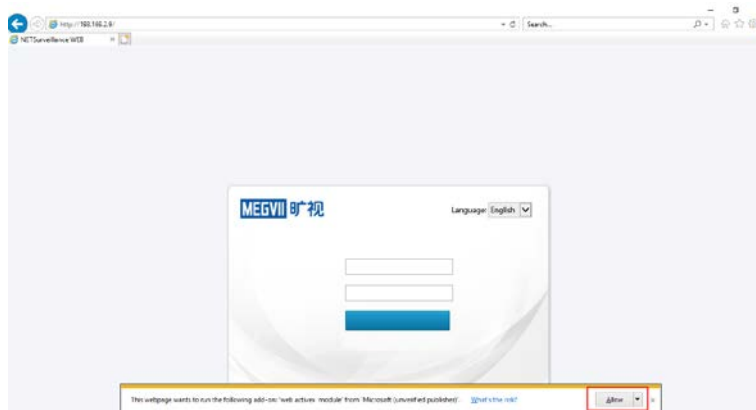 http://192.168.2.8/
Search...
NETSurveillance WEB
MEGVII 旷视
Language: English
This webpage wants to run the following add-on: 'web activex module' from 'Microsoft (unverified publisher)'. What's the risk?
Allow